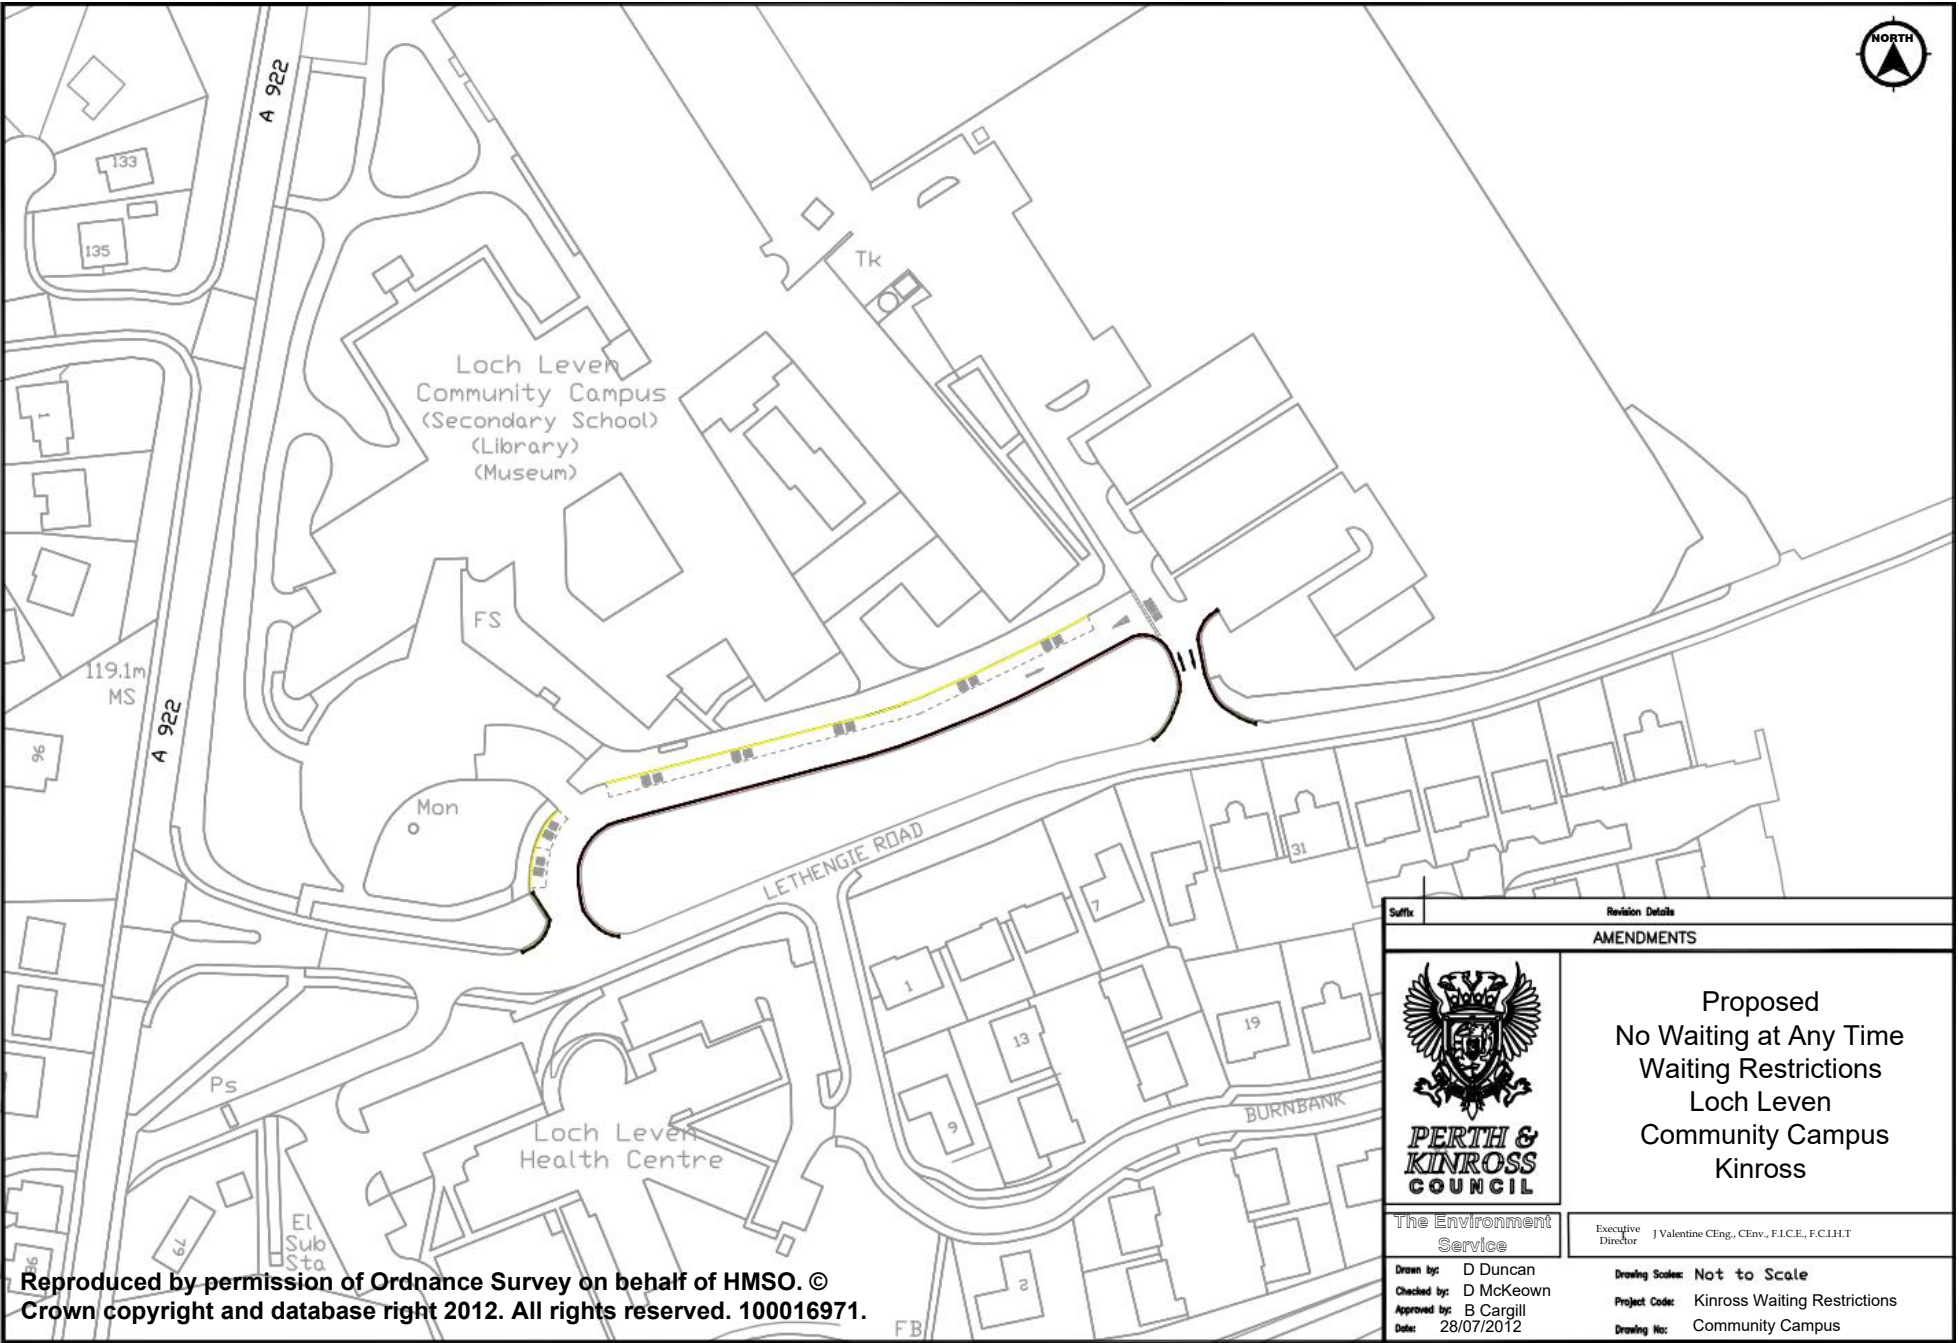 NORTH
A 922
133
135
Tk
Loch Leven
Community Campus
(Secondary School)
(Library)
(Museum)
1
FS
119.1m
MS
A 922
96
Mon
LETHENGIE ROAD
31
7
1
13
19
9
BURNBANK
Ps
Loch Leven
Health Centre
El
Sub
Sta
79
98
2
FB
Reproduced by permission of Ordnance Survey on behalf of HMSO. ©
Crown copyright and database right 2012. All rights reserved. 100016971.
Suffix Revision Details
AMENDMENTS
PERTH &
KINROSS
COUNCIL
Proposed
No Waiting at Any Time
Waiting Restrictions
Loch Leven
Community Campus
Kinross
The Environment
Service
Executive
Director
J Valentine CEng., CEnv., F.I.C.E., F.C.I.H.T
Drawn by: D Duncan
Checked by: D McKeown
Approved by: B Cargill
Date: 28/07/2012
Drawing Scales: Not to Scale
Project Code: Kinross Waiting Restrictions
Drawing No: Community Campus